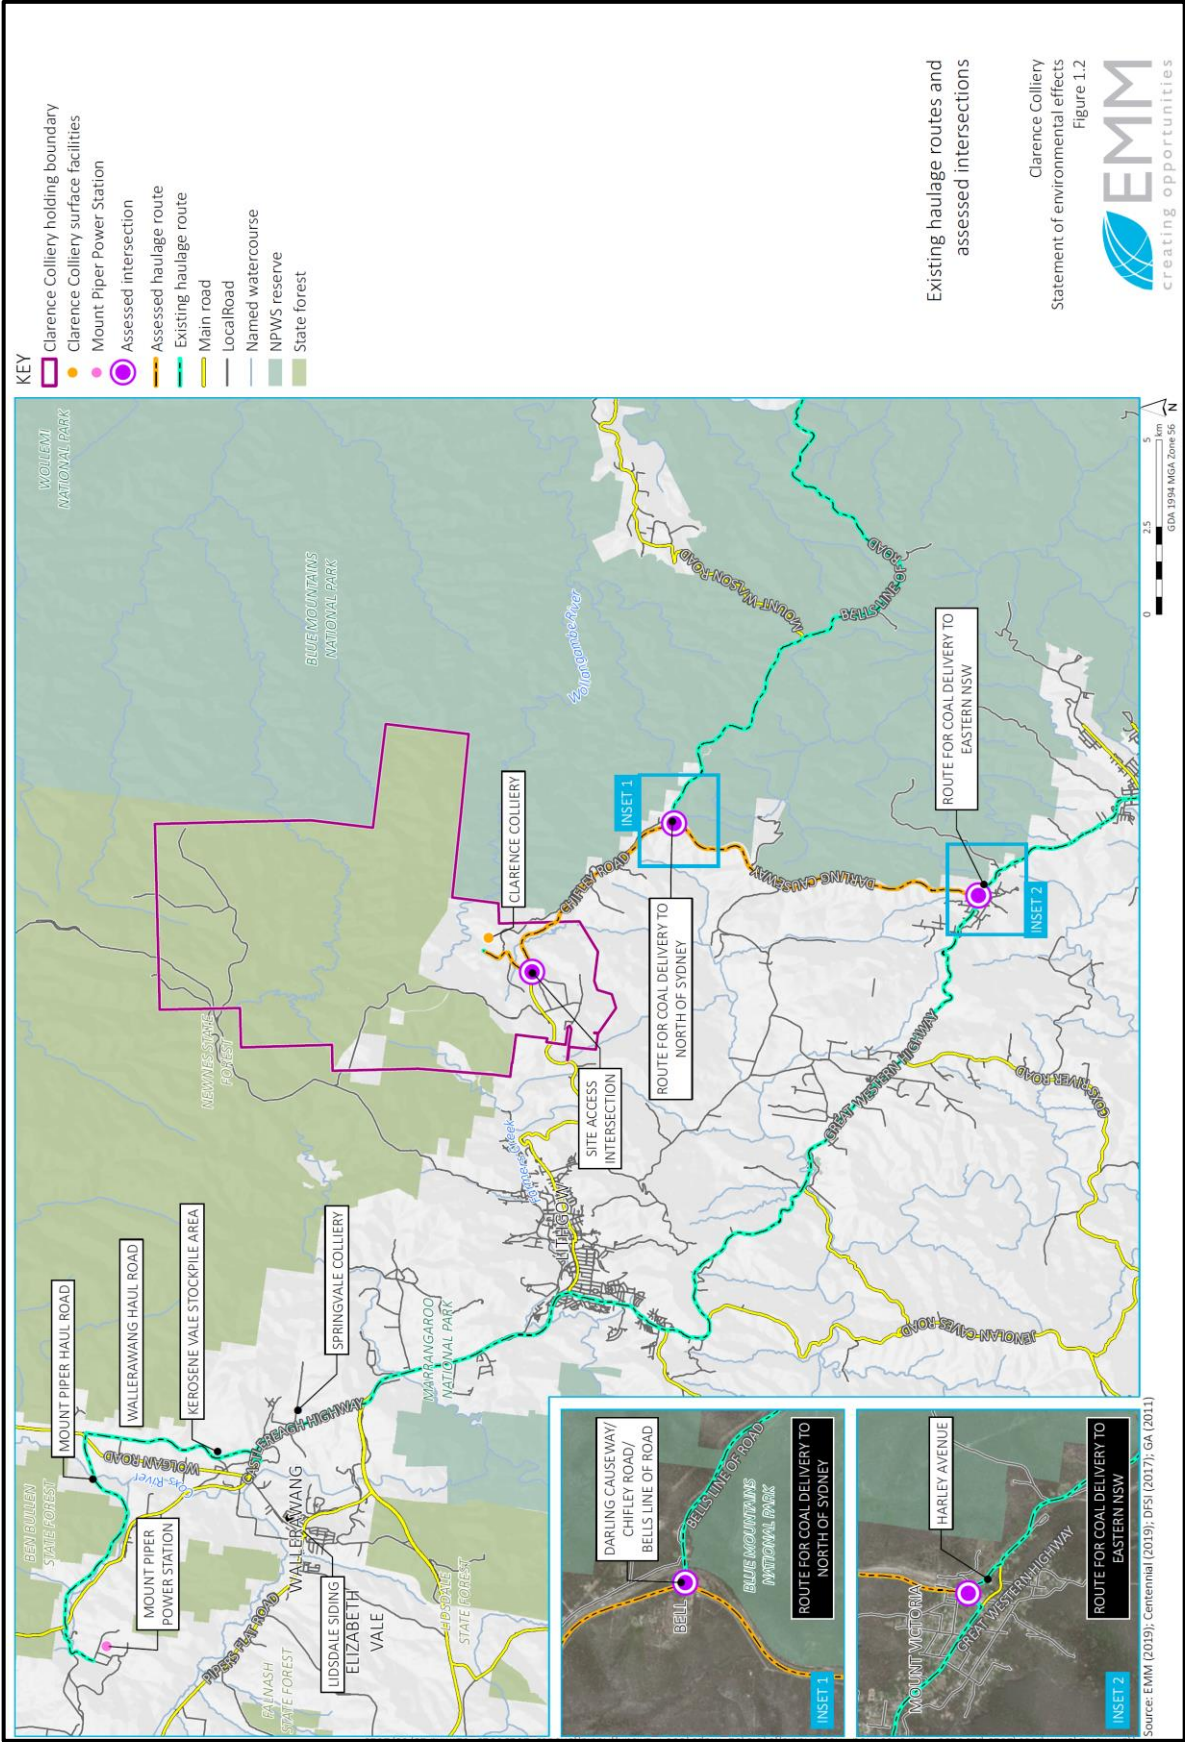 KEY
Clarence Colliery holding boundary
Clarence Colliery surface facilities
Mount Piper Power Station
Assessed intersection
Assessed haulage route
Existing haulage route
Main road
LocalRoad
Named watercourse
NPWS reserve
State forest
Existing haulage routes and
assessed intersections
Clarence Colliery
Statement of environmental effects
Figure 1.2
EMM
creating opportunities
WOLLEMI
NATIONAL PARK
BLUE MOUNTAINS
NATIONAL PARK
Wollangambe River
NEWNES STATE
FOREST
BEN BULLEN
STATE FOREST
MOUNT PIPER HAUL ROAD
WALLERAWANG HAUL ROAD
KEROSENE VALE STOCKPILE AREA
SPRINGVALE COLLIERY
WOLGAN ROAD
Coxs River
CASTLEREAGH HIGHWAY
MOUNT PIPER
POWER STATION
WALLERAWANG
PIPERS FLAT ROAD
LIDSDALE SIDING
ELIZABETH
VALE
FALNASH
STATE FOREST
LIDSDALE
STATE FOREST
MARRANGAROO
NATIONAL PARK
Farmers Creek
LITHGOW
SITE ACCESS
INTERSECTION
CLARENCE COLLIERY
CHIFLEY ROAD
INSET 1
ROUTE FOR COAL DELIVERY TO
NORTH OF SYDNEY
MOUNT WILSON ROAD
BELLS LINE OF ROAD
DARLING CAUSEWAY
ROUTE FOR COAL DELIVERY TO
EASTERN NSW
INSET 2
GREAT WESTERN HIGHWAY
COXS RIVER ROAD
JENOLAN CAVES ROAD
DARLING CAUSEWAY/
CHIFLEY ROAD/
BELLS LINE OF ROAD
BELL
BELLS LINE OF ROAD
BLUE MOUNTAINS
NATIONAL PARK
ROUTE FOR COAL DELIVERY TO
NORTH OF SYDNEY
INSET 1
HARLEY AVENUE
MOUNT VICTORIA
GREAT WESTERN HIGHWAY
ROUTE FOR COAL DELIVERY TO
EASTERN NSW
INSET 2
0 2.5 5
km
GDA 1994 MGA Zone 56
N
Source: EMM (2019); Centennial (2019); DFSI (2017); GA (2011)